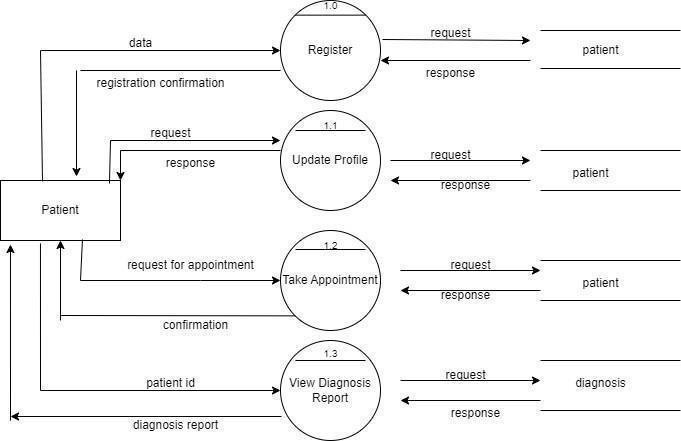 1.0
data
Register
request
patient
registration confirmation
response
1.1
request
Update Profile
request
response
patient
response
Patient
1.2
request for appointment
Take Appointment
request
patient
response
confirmation
1.3
patient id
View Diagnosis
Report
request
diagnosis
response
diagnosis report